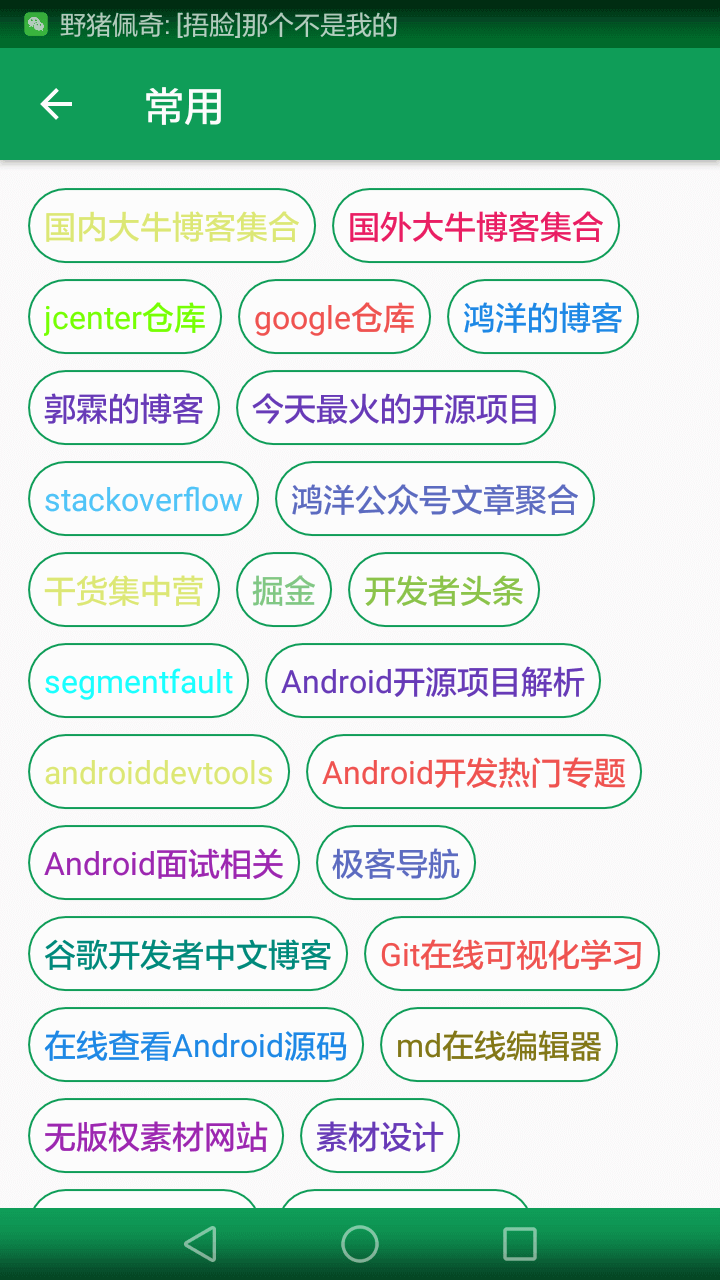 野猪佩奇: [捂脸]那个不是我的
常用
国内大牛博客集合 国外大牛博客集合
jcenter仓库 google仓库 鸿洋的博客
郭霖的博客 今天最火的开源项目
stackoverflow 鸿洋公众号文章聚合
干货集中营 掘金 开发者头条
segmentfault Android开源项目解析
androiddevtools Android开发热门专题
Android面试相关 极客导航
谷歌开发者中文博客 Git在线可视化学习
在线查看Android源码 md在线编辑器
无版权素材网站 素材设计